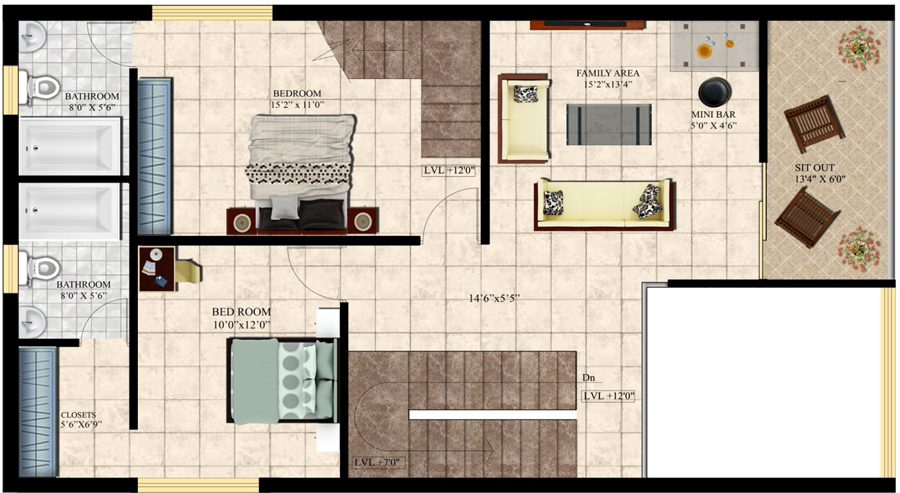 BATHROOM
8'0" X 5'6"
BEDROOM
15'2" x 11'0"
FAMILY AREA
15'2"x13'4"
MINI BAR
5'0" X 4'6"
LVL +12'0"
SIT OUT
13'4" X 6'0"
BATHROOM
8'0" X 5'6"
BED ROOM
10'0"x12'0"
14'6"x5'5"
Dn
LVL +12'0"
CLOSETS
5'6"X6'9"
LVL +7'0"